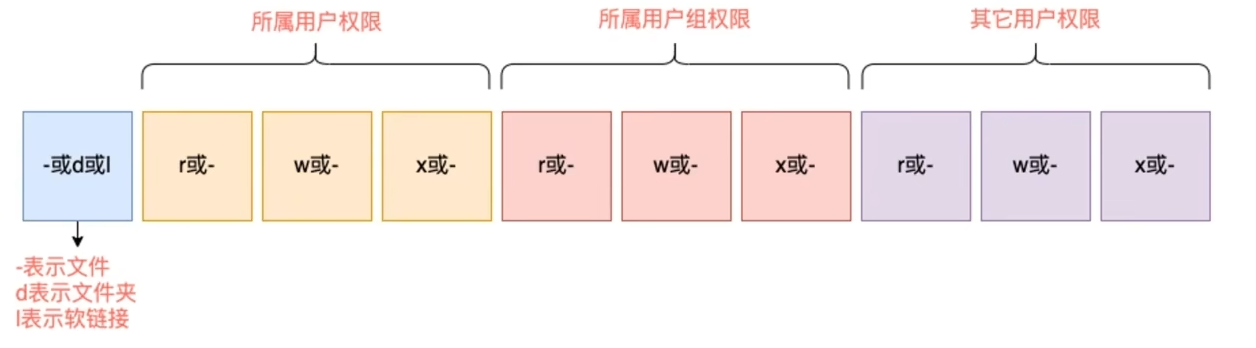 所属用户权限
所属用户组权限
其它用户权限
-或d或l
r或-
w或-
x或-
r或-
w或-
x或-
r或-
w或-
x或-
-表示文件
d表示文件夹
l表示软链接